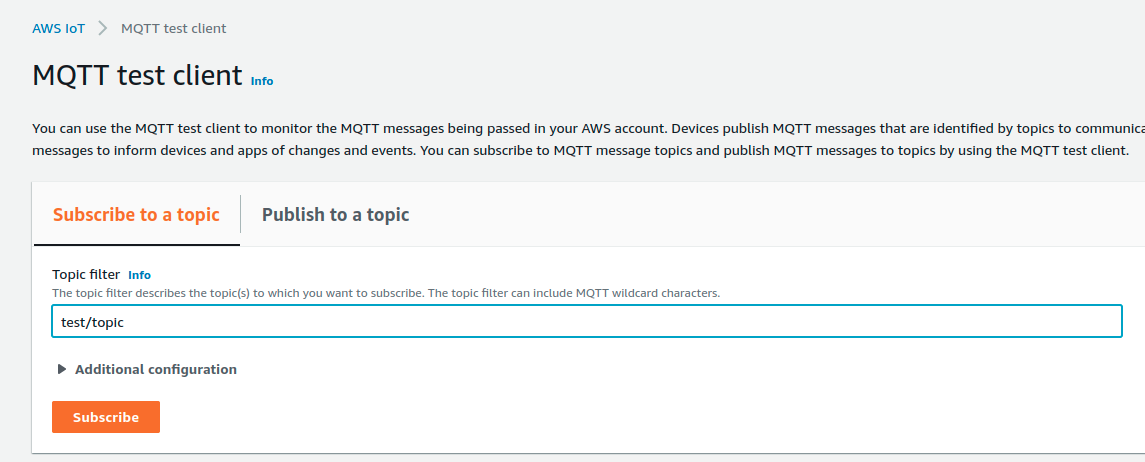 AWS IoT > MQTT test client
MQTT test client Info
You can use the MQTT test client to monitor the MQTT messages being passed in your AWS account. Devices publish MQTT messages that are identified by topics to
messages to inform devices and apps of changes and events. You can subscribe to MQTT message topics and publish MQTT messages to topics by using the MQTT test client.
Subscribe to a topic Publish to a topic
Topic filter Info
The topic filter describes the topic(s) to which you want to subscribe. The topic filter can include MQTT wildcard characters.
test/topic
Additional configuration
Subscribe